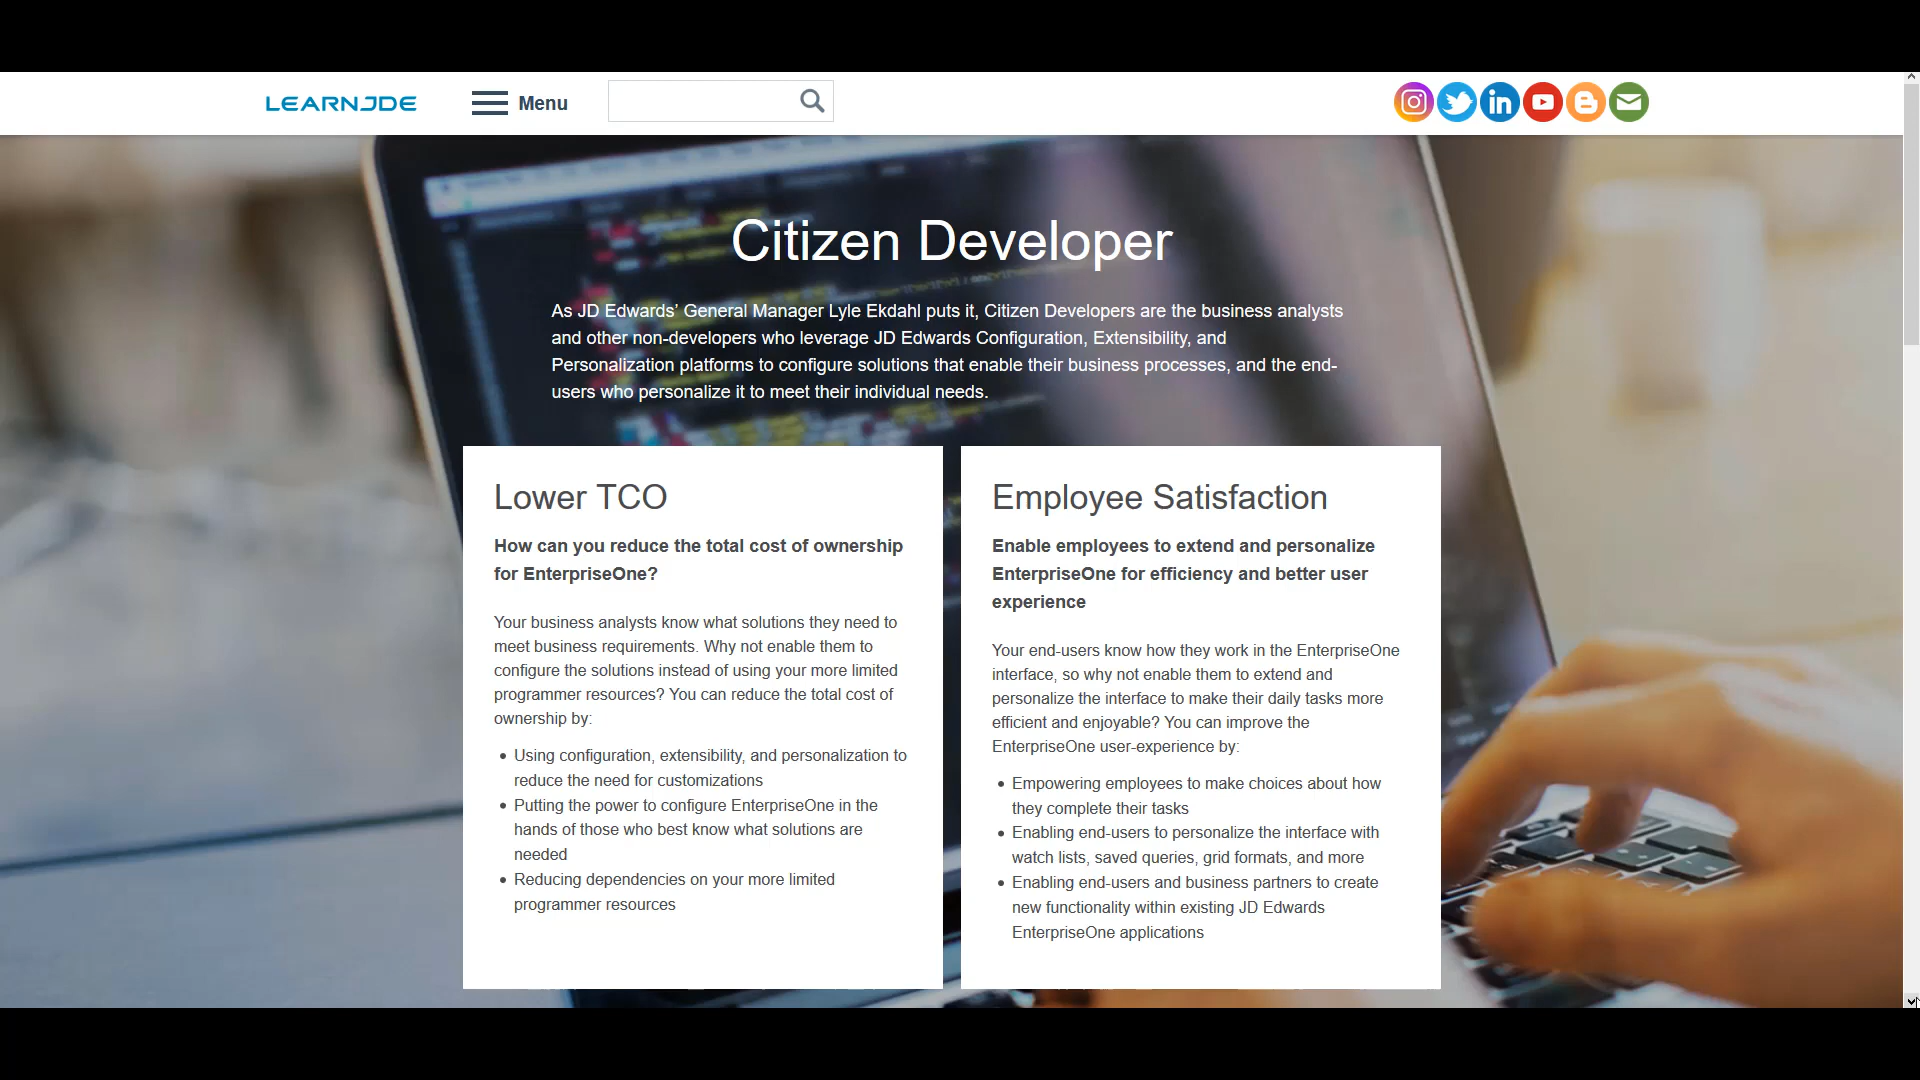 LEARNJDE
Menu
Citizen Developer
As JD Edwards’ General Manager Lyle Ekdahl puts it, Citizen Developers are the business analysts
and other non-developers who leverage JD Edwards Configuration, Extensibility, and
Personalization platforms to configure solutions that enable their business processes, and the end-
users who personalize it to meet their individual needs.
Lower TCO
How can you reduce the total cost of ownership
for EnterpriseOne?
Your business analysts know what solutions they need to
meet business requirements. Why not enable them to
configure the solutions instead of using your more limited
programmer resources? You can reduce the total cost of
ownership by:
• Using configuration, extensibility, and personalization to
reduce the need for customizations
• Putting the power to configure EnterpriseOne in the
hands of those who best know what solutions are
needed
• Reducing dependencies on your more limited
programmer resources
Employee Satisfaction
Enable employees to extend and personalize
EnterpriseOne for efficiency and better user
experience
Your end-users know how they work in the EnterpriseOne
interface, so why not enable them to extend and
personalize the interface to make their daily tasks more
efficient and enjoyable? You can improve the
EnterpriseOne user-experience by:
• Empowering employees to make choices about how
they complete their tasks
• Enabling end-users to personalize the interface with
watch lists, saved queries, grid formats, and more
• Enabling end-users and business partners to create
new functionality within existing JD Edwards
EnterpriseOne applications